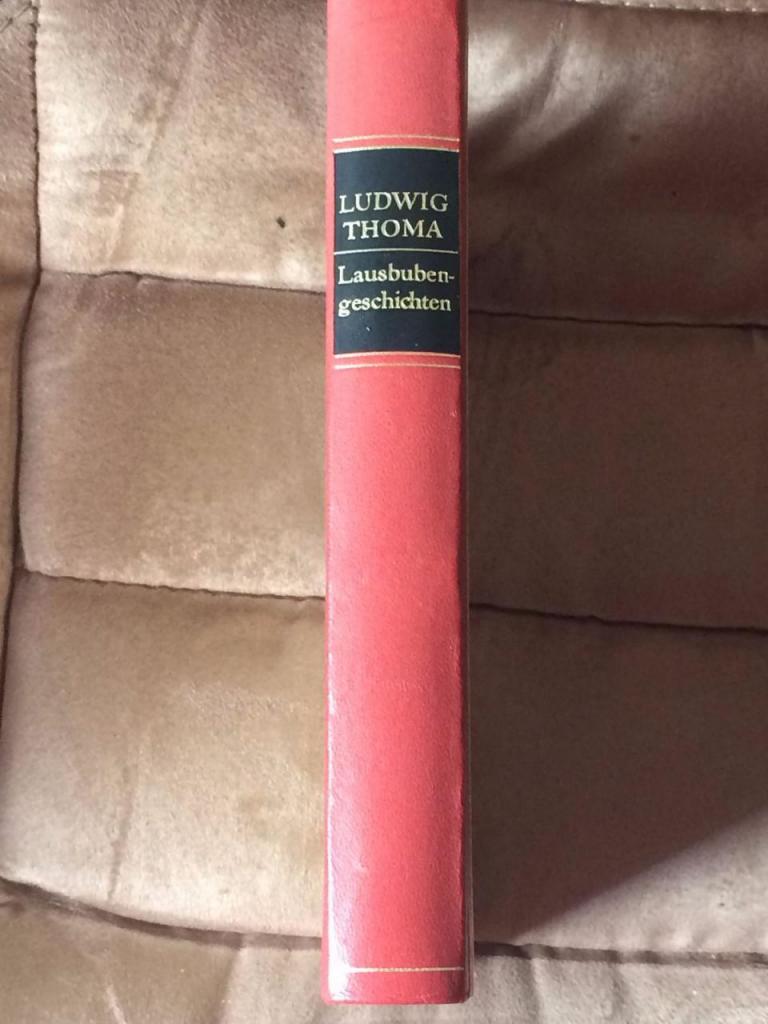 LUDWIG
THOMA
Lausbuben-
geschichten